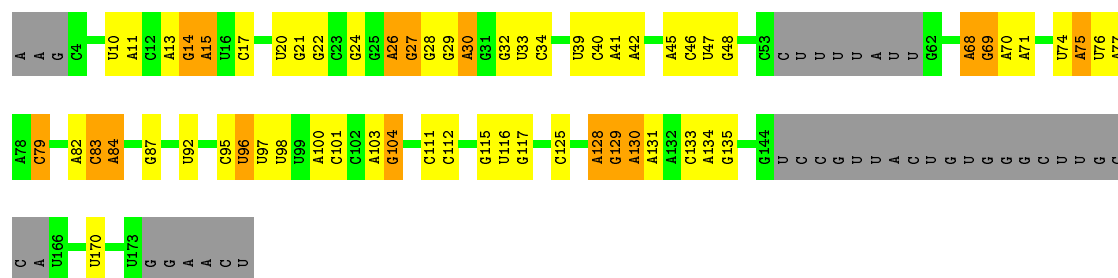 A A G C4 U10 A11 C12 A13 G14 A15 U16 C17 U20 G21 G22 C23 G24 G25 A26 G27 G28 G29 A30 G31 G32 U33 C34 U39 C40 A41 A42 A45 C46 U47 G48 C53 C U U U A U U G62 A68 G69 A70 A71 U74 A75 U76 A77
A78 C79 A82 C83 A84 G87 U92 C95 U96 U97 U98 U99 A100 C101 C102 A103 G104 C111 C112 G115 U116 G117 C125 A128 G129 A130 A131 A132 C133 A134 G135 G144 U C C G U U A C U G U G G G C U U G C
C A U166 U170 U173 G G A A C U